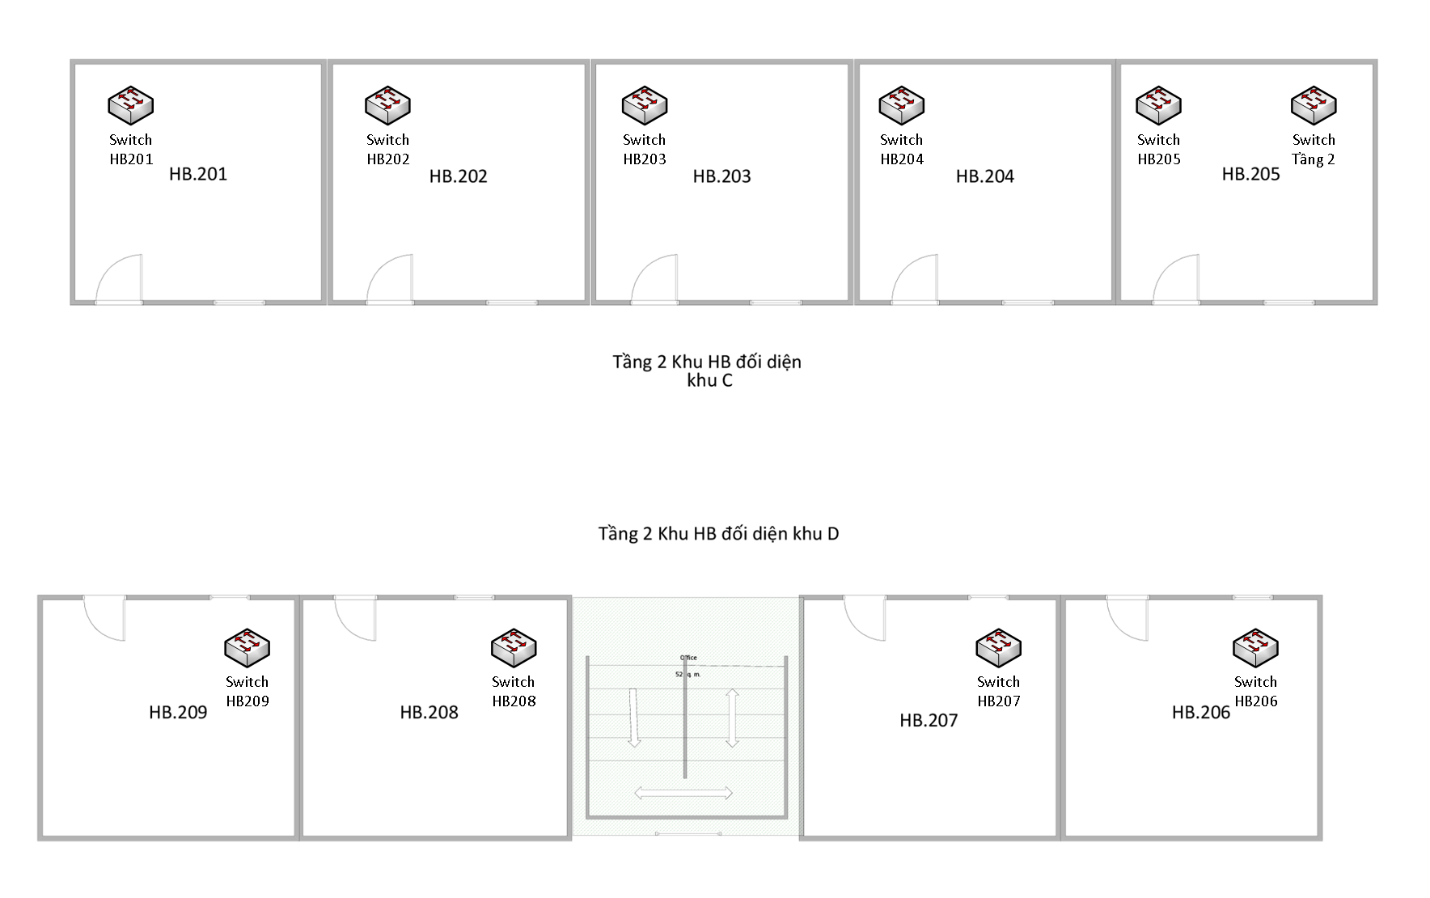 Switch
HB201
HB.201
Switch
HB202
HB.202
Switch
HB203
HB.203
Switch
HB204
HB.204
Switch
HB205
HB.205
Switch
Tầng 2
Tầng 2 Khu HB đối diện
khu C
Tầng 2 Khu HB đối diện khu D
Switch
HB209
HB.209
Switch
HB208
HB.208
Office
sq. m.
Switch
HB207
HB.207
Switch
HB206
HB.206